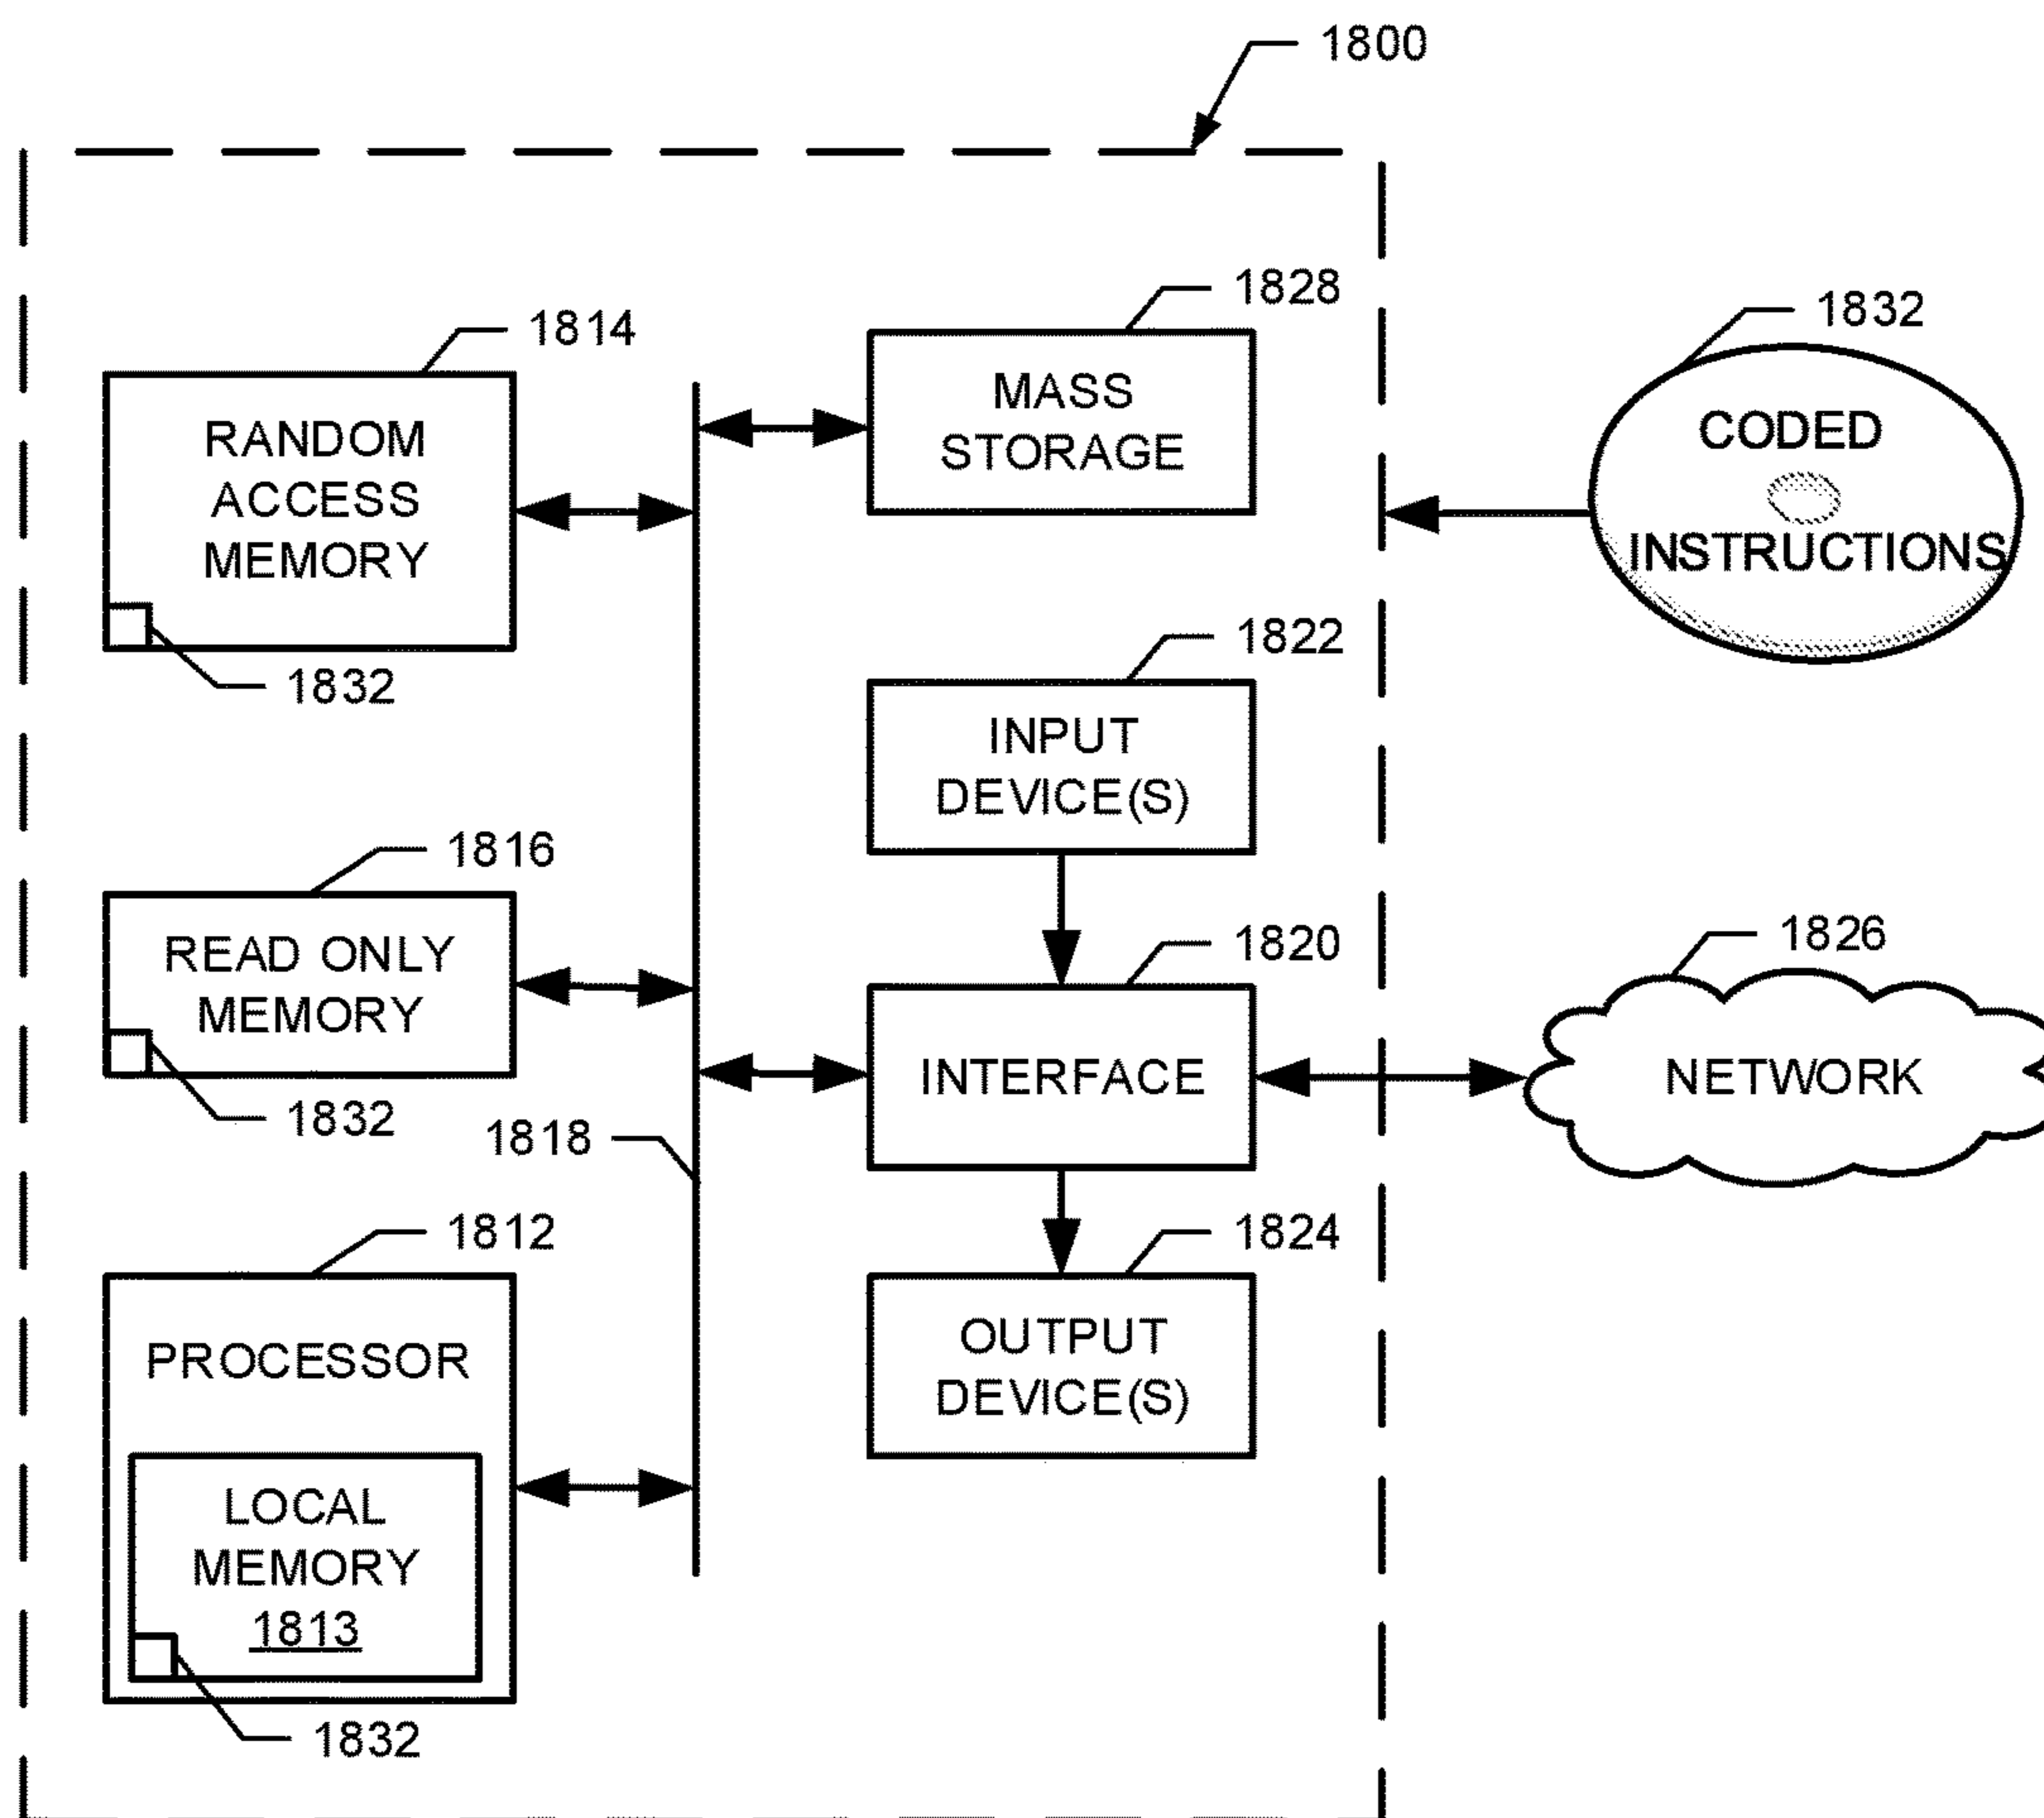 1800
1828
1832
1814
MASS
STORAGE
CODED
INSTRUCTIONS
RANDOM
ACCESS
MEMORY
1832
1822
INPUT
DEVICE(S)
1816
READ ONLY
MEMORY
1832
1820
1826
INTERFACE
NETWORK
1818
1812
1824
PROCESSOR
OUTPUT
DEVICE(S)
LOCAL
MEMORY
1813
1832